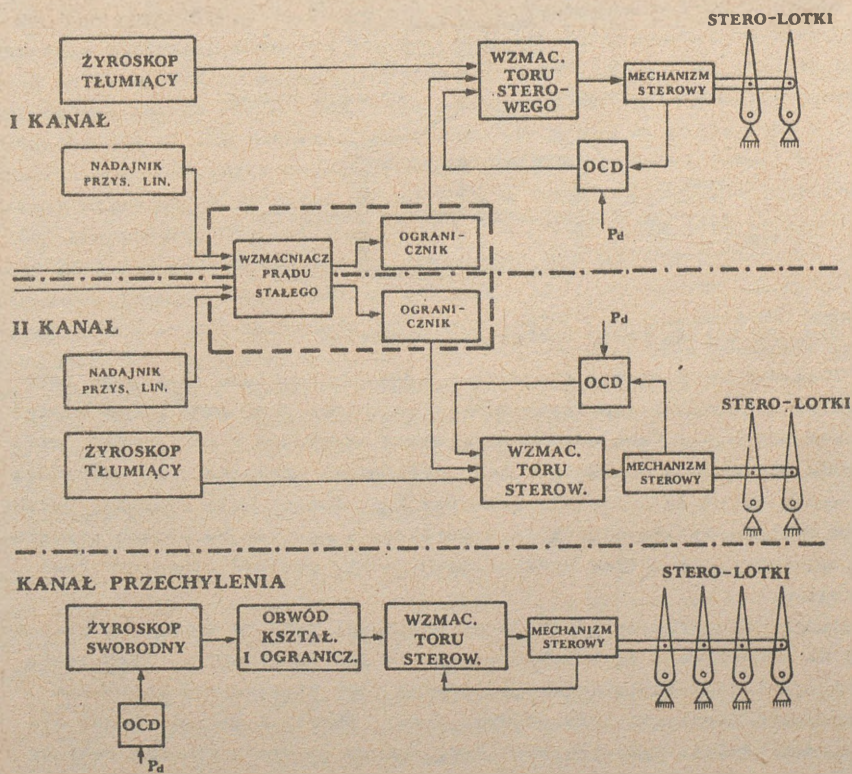 STERO-LOTKI
ŻYROSKOP
TŁUMIĄCY
WZMAC.
TORU
STERO-
WEGO
MECHANIZM
STEROWY
I KANAŁ
OCD
NADAJNIK
PRZYS. LIN.
Pd
OGRANI-
CZNIK
WZMACNIACZ
PRĄDU
STAŁEGO
II KANAŁ
OGRANI-
CZNIK
Pd
NADAJNIK
PRZYS. LIN.
OCD
STERO-LOTKI
ŻYROSKOP
TŁUMIĄCY
WZMAC.
TORU
STEROW.
MECHANIZM
STEROWY
KANAŁ PRZECHYLENIA
STERO-LOTKI
ŻYROSKOP
SWOBODNY
OBWÓD
KSZTAŁ.
I OGRANICZ.
WZMAC.
TORU
STEROW.
MECHANIZM
STEROWY
OCD
Pd